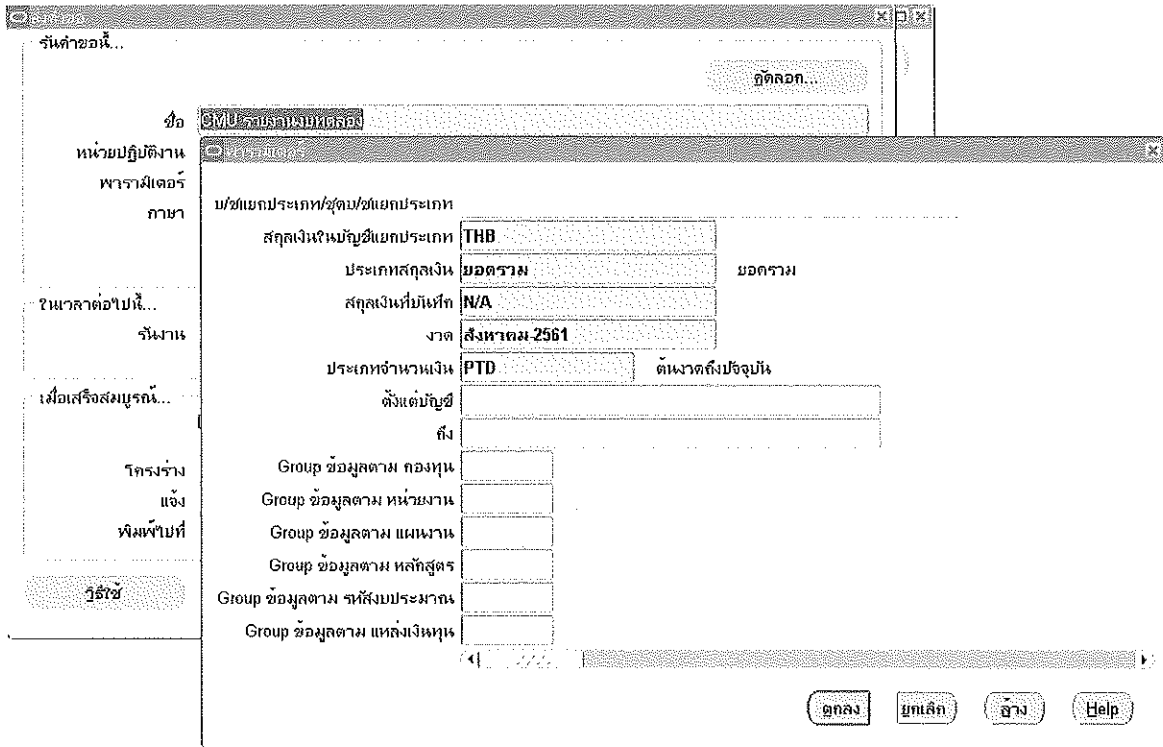 รันคำขอนี้...
คัดลอก...
ชื่อ CMU รายงานงบทดลอง
หน่วยปฏิบัติงาน
พารามิเตอร์
ภาษา
ในเวลาต่อไปนี้...
รันงาน
เมื่อเสร็จสมบูรณ์...
โครงร่าง
แจ้ง
พิมพ์ไปที่
วิธีใช้
พารามิเตอร์
บ/ชแยกประเภท/ชุดบ/ชแยกประเภท
สกุลเงินในบัญชีแยกประเภท THB
ประเภทสกุลเงิน ยอดรวม ยอดรวม
สกุลเงินที่บันทึก N/A
งวด สิงหาคม-2561
ประเภทจำนวนเงิน PTD ต้นงวดถึงปัจจุบัน
ตั้งแต่บัญชี
ถึง
Group ข้อมูลตาม กองทุน
Group ข้อมูลตาม หน่วยงาน
Group ข้อมูลตาม แผนงาน
Group ข้อมูลตาม หลักสูตร
Group ข้อมูลตาม รหัสงบประมาณ
Group ข้อมูลตาม แหล่งเงินทุน
ตกลง ยกเลิก ล้าง Help